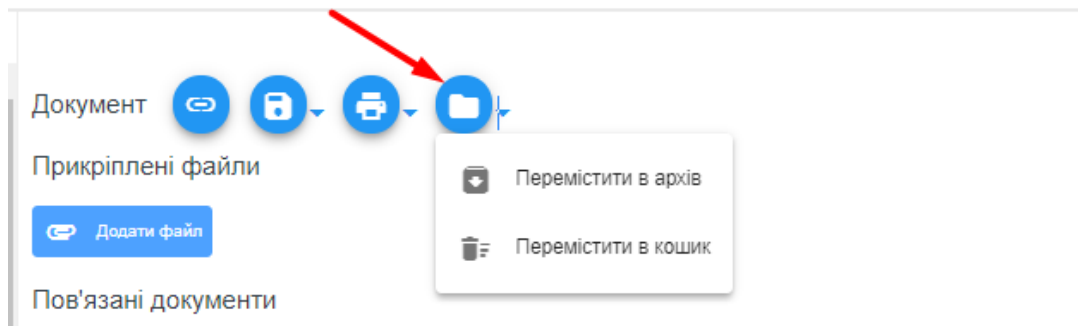 Документ
Прикріплені файли
Додати файл
Пов'язані документи
Перемістити в архів
Перемістити в кошик